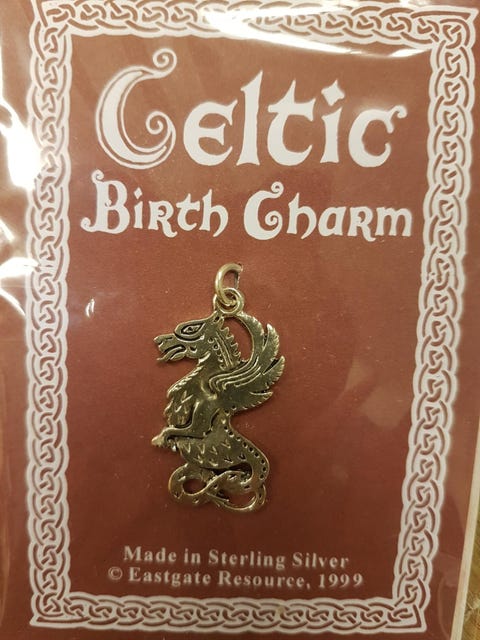 Celtic
Birth Charm
Made in Sterling Silver
© Eastgate Resource, 1999